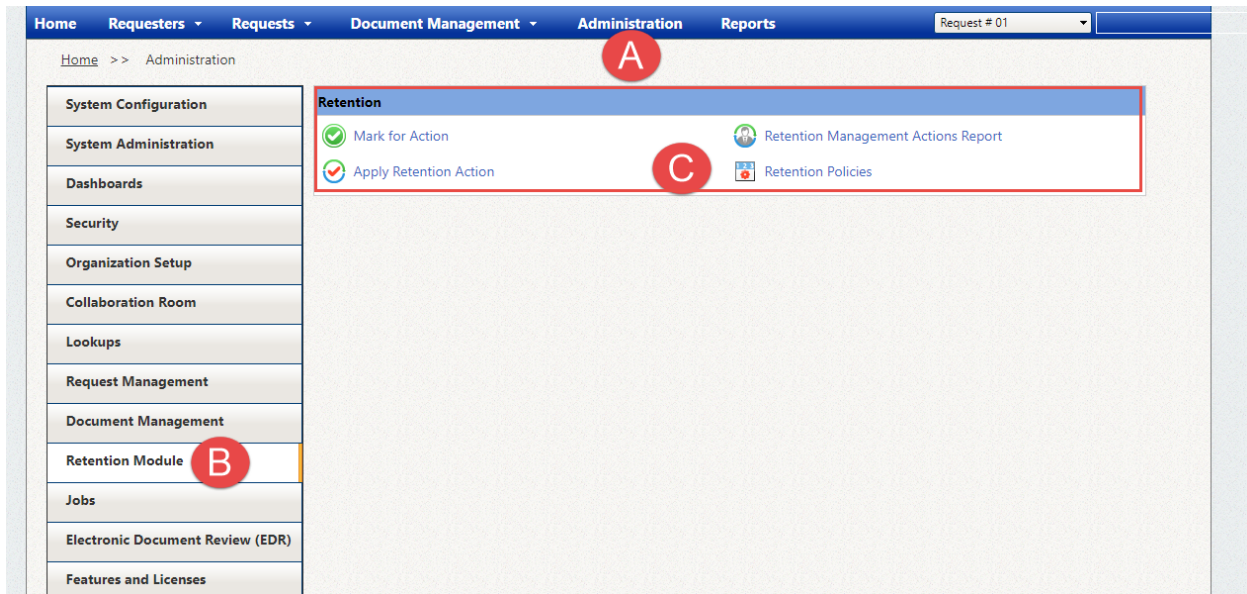 Home Requesters Requests Document Management Administration Reports Request # 01
A
Home >> Administration
System Configuration
System Administration
Dashboards
Security
Organization Setup
Collaboration Room
Lookups
Request Management
Document Management
Retention Module B
Jobs
Electronic Document Review (EDR)
Features and Licenses
Retention
Mark for Action Retention Management Actions Report
Apply Retention Action C Retention Policies